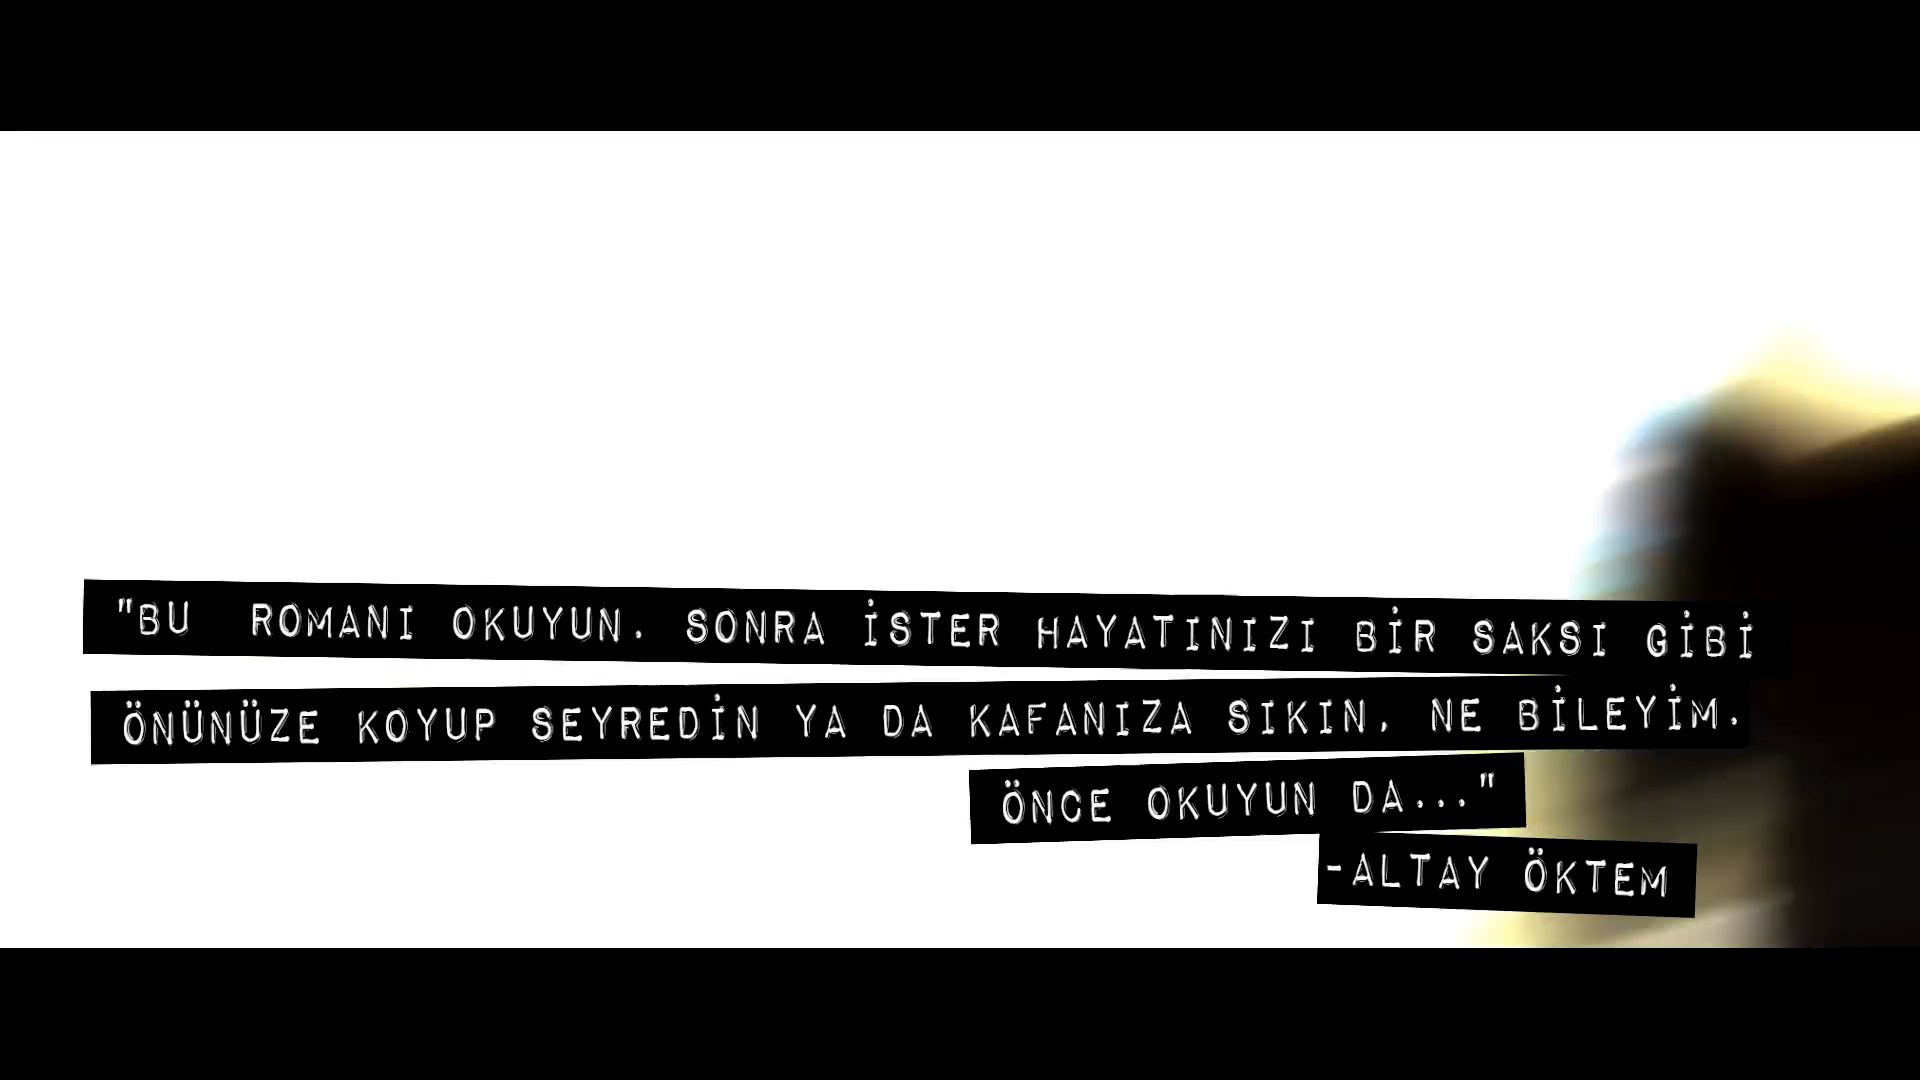 "BU ROMANI OKUYUN. SONRA İSTER HAYATINIZI BİR SAKSI GİBİ
ÖNÜNÜZE KOYUP SEYREDİN YA DA KAFANIZA SIKIN, NE BİLEYİM.
ÖNCE OKUYUN DA..."
-ALTAY ÖKTEM